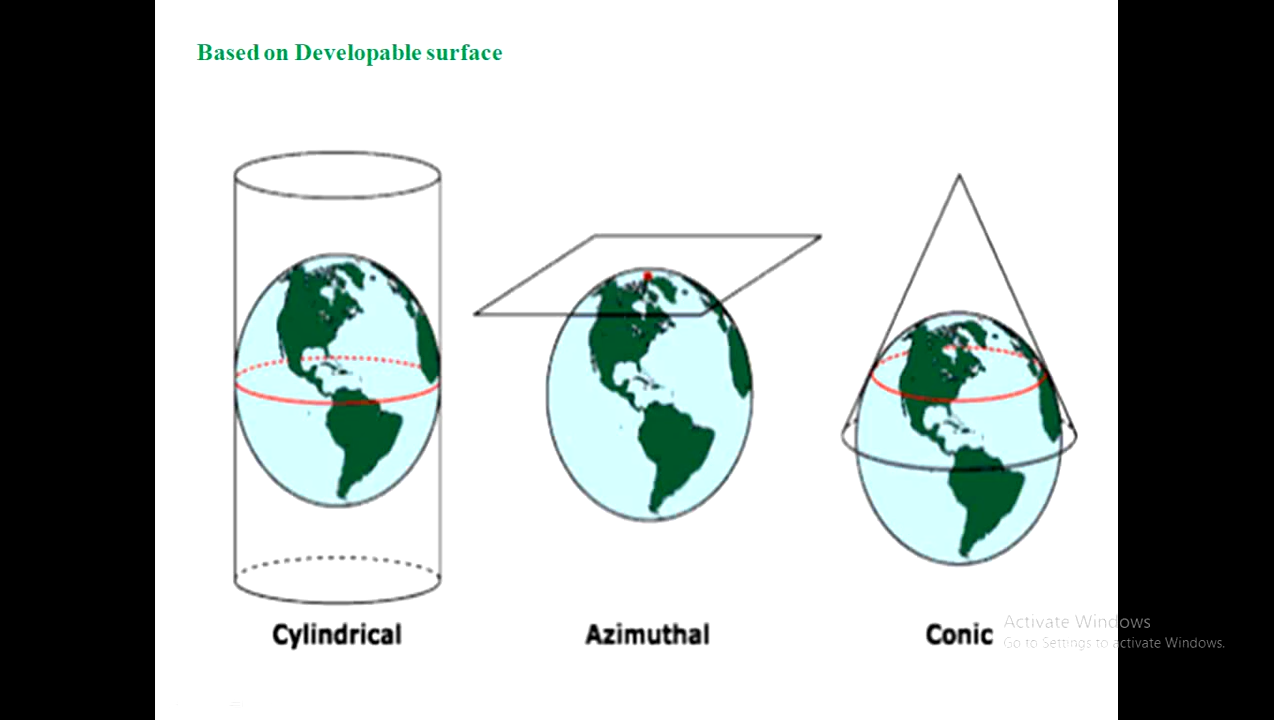 Based on Developable surface
Cylindrical
Azimuthal
Conic
Activate Windows
Go to Settings to activate Windows.